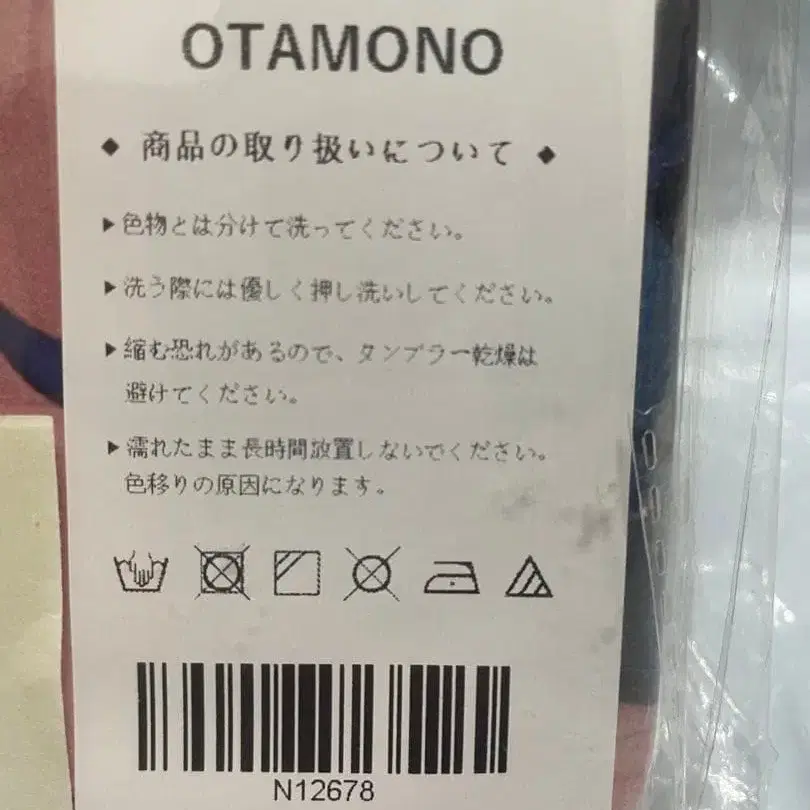 OTAMONO
◆ 商品の取り扱いについて ◆
▶色物とは分けて洗ってください。
▶洗う際には優しく押し洗いしてください。
▶縮む恐れがあるので、タンブラー乾燥は
避けてください。
▶濡れたまま長時間放置しないでください。
色移りの原因になります。
N12678